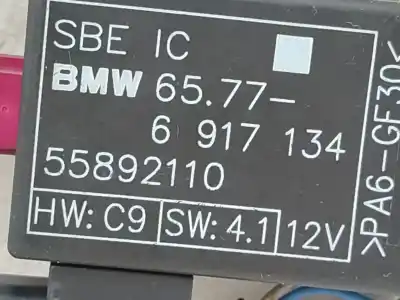 SBE IC
BMW 65.77-
6 917 134
55892110
HW: C9 SW: 4.1 12V
>PA6-GF30<